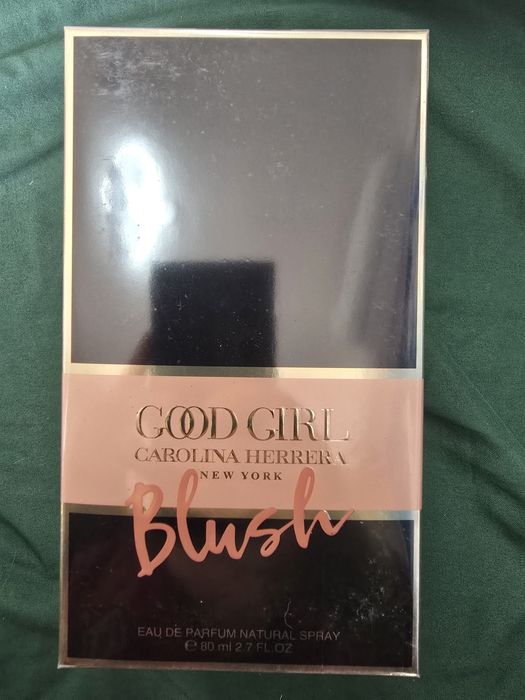 GOOD GIRL
CAROLINA HERRERA
NEW YORK
Blush
EAU DE PARFUM NATURAL SPRAY
℮ 80 ml 2.7 FL.OZ